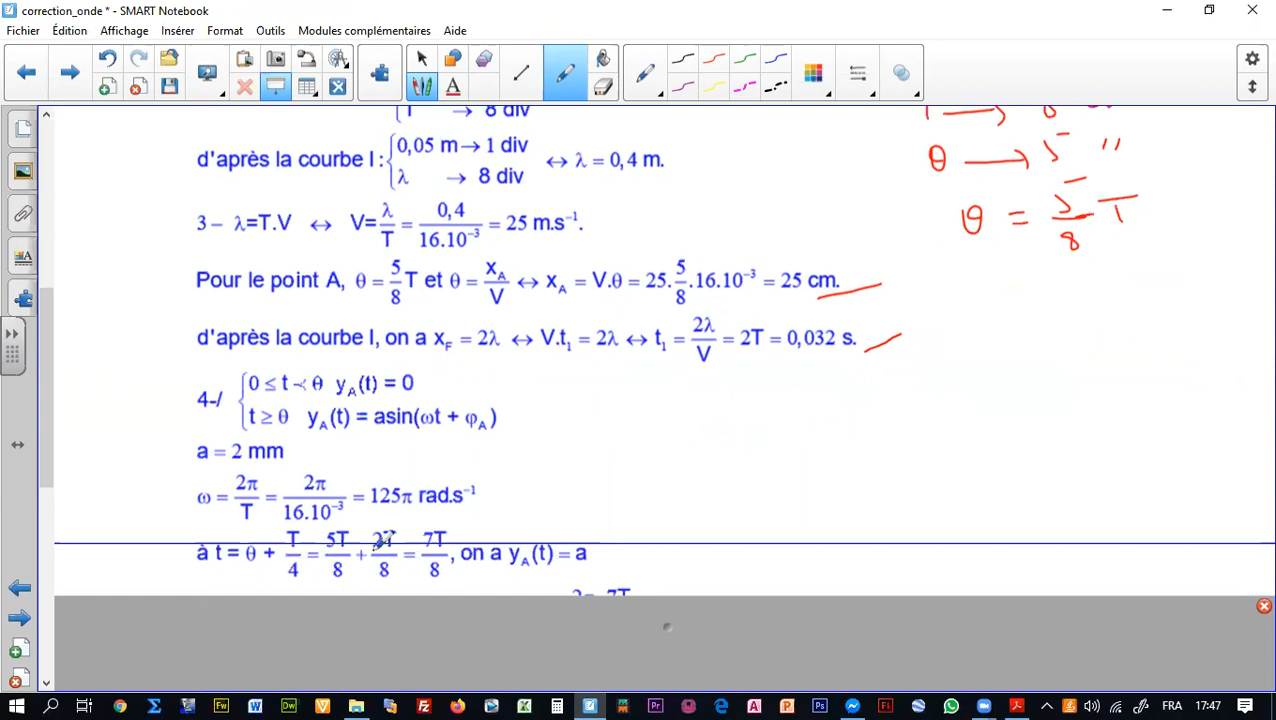 correction_onde * - SMART Notebook
Fichier Édition Affichage Insérer Format Outils Modules complémentaires Aide
T → 8 div
d'après la courbe I : { 0,05 m → 1 div
λ → 8 div ↔ λ = 0,4 m.
θ → 5 "
3 – λ=T.V ↔ V= λ/T = 0,4/16.10⁻³ = 25 m.s⁻¹.
θ = 5/8 T
Pour le point A, θ = 5/8 T et θ = x_A/V ↔ x_A = V.θ = 25. 5/8 .16.10⁻³ = 25 cm.
d'après la courbe I, on a x_F = 2λ ↔ V.t₁ = 2λ ↔ t₁ = 2λ/V = 2T = 0,032 s.
4-/ { 0 ≤ t ≺ θ y_A(t) = 0
t ≥ θ y_A(t) = asin(ωt + φ_A)
a = 2 mm
ω = 2π/T = 2π/16.10⁻³ = 125π rad.s⁻¹
à t = θ + T/4 = 5T/8 + 2T/8 = 7T/8 , on a y_A(t) = a
FRA 17:47